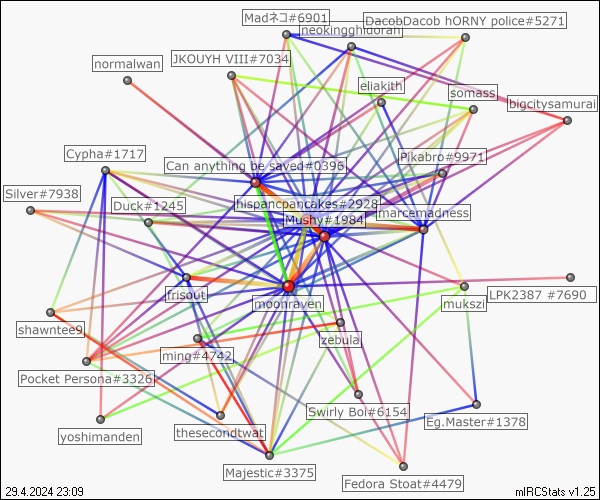 Madネコ#6901
neokingghidorah
DacobDacob hORNY police#5271
normalwan
JKOUYH VIII#7034
eliakith
somass
bigcitysamurai
Cypha#1717
Can anything be saved#0396
Pikabro#9971
Silver#7938
Duck#1245
hispancpancakes#2928
imarcemadness
Mushy#1984
frisout
moonraven
LPK2387 #7690
mukszi
shawntee9
ming#4742
zebula
Pocket Persona#3326
Swirly Boi#6154
Eg.Master#1378
yoshimanden
thesecondtwat
Majestic#3375
Fedora Stoat#4479
29.4.2024 23:09
mIRCStats v1.25